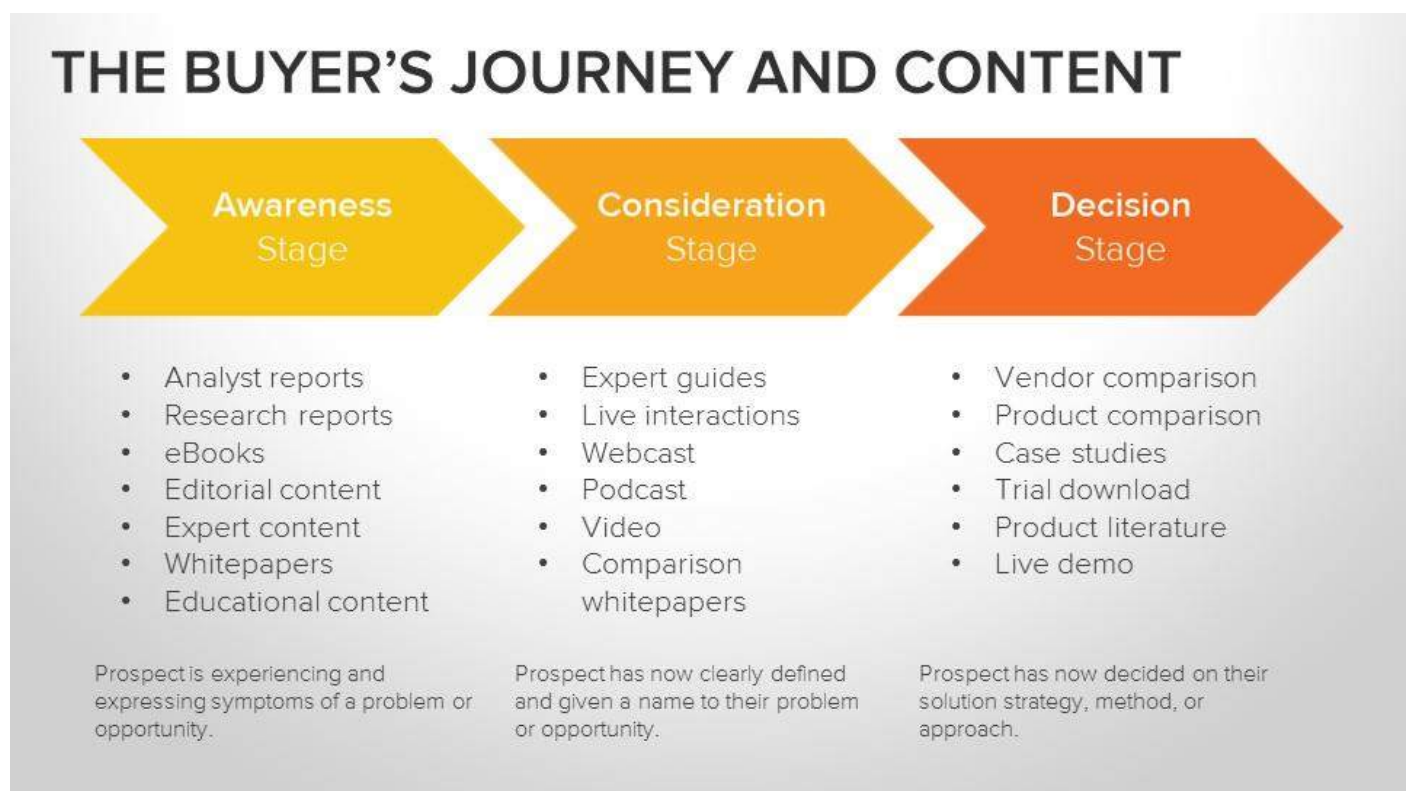 THE BUYER’S JOURNEY AND CONTENT
Awareness
Stage
• Analyst reports
• Research reports
• eBooks
• Editorial content
• Expert content
• Whitepapers
• Educational content
Prospect is experiencing and
expressing symptoms of a problem or
opportunity.
Consideration
Stage
• Expert guides
• Live interactions
• Webcast
• Podcast
• Video
• Comparison
whitepapers
Prospect has now clearly defined
and given a name to their problem
or opportunity.
Decision
Stage
• Vendor comparison
• Product comparison
• Case studies
• Trial download
• Product literature
• Live demo
Prospect has now decided on their
solution strategy, method, or
approach.